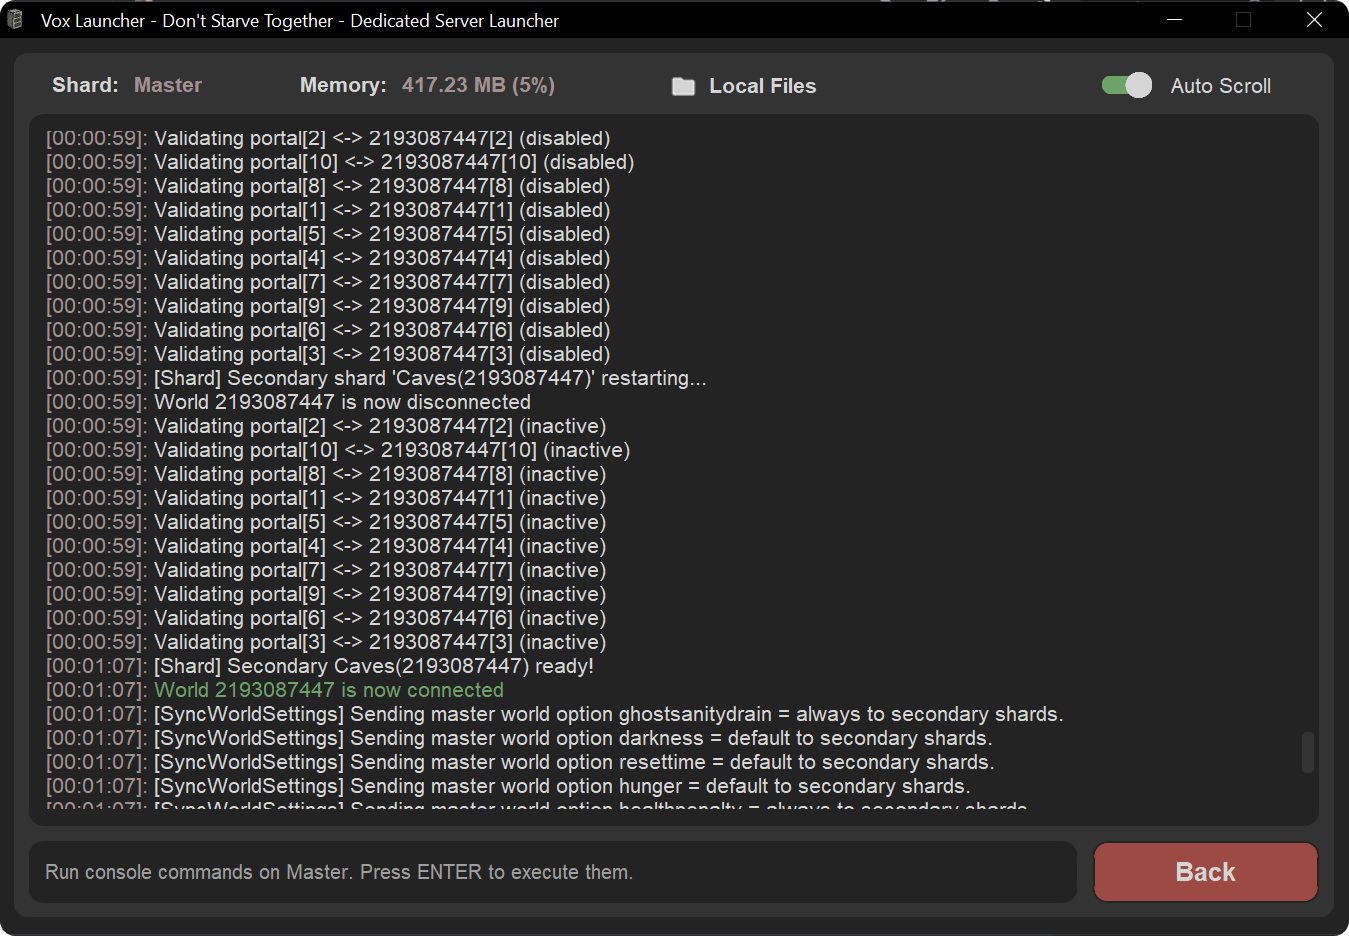 Vox Launcher - Don't Starve Together - Dedicated Server Launcher
Shard: Master Memory: 417.23 MB (5%) Local Files Auto Scroll
[00:00:59]: Validating portal[2] <-> 2193087447[2] (disabled)
[00:00:59]: Validating portal[10] <-> 2193087447[10] (disabled)
[00:00:59]: Validating portal[8] <-> 2193087447[8] (disabled)
[00:00:59]: Validating portal[1] <-> 2193087447[1] (disabled)
[00:00:59]: Validating portal[5] <-> 2193087447[5] (disabled)
[00:00:59]: Validating portal[4] <-> 2193087447[4] (disabled)
[00:00:59]: Validating portal[7] <-> 2193087447[7] (disabled)
[00:00:59]: Validating portal[9] <-> 2193087447[9] (disabled)
[00:00:59]: Validating portal[6] <-> 2193087447[6] (disabled)
[00:00:59]: Validating portal[3] <-> 2193087447[3] (disabled)
[00:00:59]: [Shard] Secondary shard 'Caves(2193087447)' restarting...
[00:00:59]: World 2193087447 is now disconnected
[00:00:59]: Validating portal[2] <-> 2193087447[2] (inactive)
[00:00:59]: Validating portal[10] <-> 2193087447[10] (inactive)
[00:00:59]: Validating portal[8] <-> 2193087447[8] (inactive)
[00:00:59]: Validating portal[1] <-> 2193087447[1] (inactive)
[00:00:59]: Validating portal[5] <-> 2193087447[5] (inactive)
[00:00:59]: Validating portal[4] <-> 2193087447[4] (inactive)
[00:00:59]: Validating portal[7] <-> 2193087447[7] (inactive)
[00:00:59]: Validating portal[9] <-> 2193087447[9] (inactive)
[00:00:59]: Validating portal[6] <-> 2193087447[6] (inactive)
[00:00:59]: Validating portal[3] <-> 2193087447[3] (inactive)
[00:01:07]: [Shard] Secondary Caves(2193087447) ready!
[00:01:07]: World 2193087447 is now connected
[00:01:07]: [SyncWorldSettings] Sending master world option ghostsanitydrain = always to secondary shards.
[00:01:07]: [SyncWorldSettings] Sending master world option darkness = default to secondary shards.
[00:01:07]: [SyncWorldSettings] Sending master world option resettime = default to secondary shards.
[00:01:07]: [SyncWorldSettings] Sending master world option hunger = default to secondary shards.
[00:01:07]: [SyncWorldSettings] Sending master world option healthpenalty = always to secondary shards.
Run console commands on Master. Press ENTER to execute them.
Back